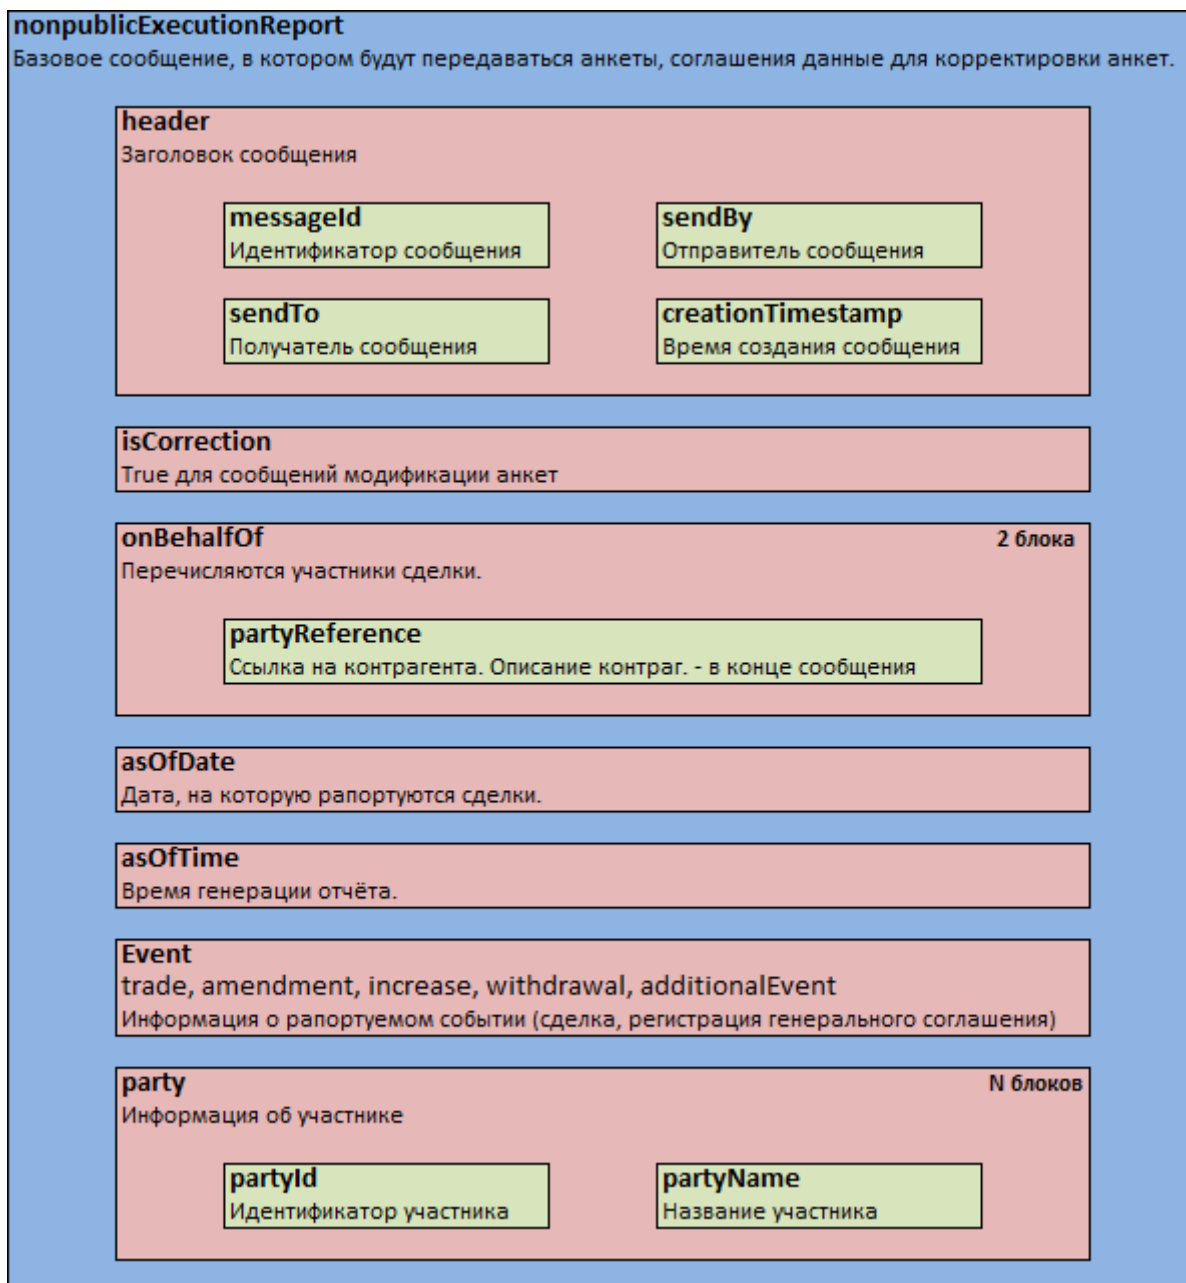 nonpublicExecutionReport
Базовое сообщение, в котором будут передаваться анкеты, соглашения данные для корректировки анкет.
header
Заголовок сообщения
messageId
Идентификатор сообщения
sendBy
Отправитель сообщения
sendTo
Получатель сообщения
creationTimestamp
Время создания сообщения
isCorrection
True для сообщений модификации анкет
onBehalfOf 2 блока
Перечисляются участники сделки.
partyReference
Ссылка на контрагента. Описание контраг. - в конце сообщения
asOfDate
Дата, на которую рапортуются сделки.
asOfTime
Время генерации отчёта.
Event
trade, amendment, increase, withdrawal, additionalEvent
Информация о рапортуемом событии (сделка, регистрация генерального соглашения)
party N блоков
Информация об участнике
partyId
Идентификатор участника
partyName
Название участника